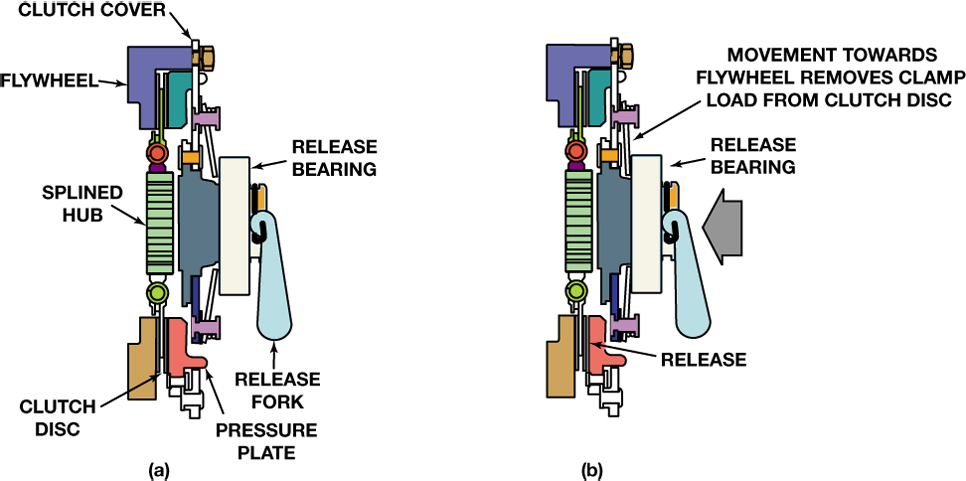 CLUTCH COVER
FLYWHEEL
RELEASE
BEARING
SPLINED
HUB
RELEASE
FORK
CLUTCH
DISC
PRESSURE
PLATE
(a)
MOVEMENT TOWARDS
FLYWHEEL REMOVES CLAMP
LOAD FROM CLUTCH DISC
RELEASE
BEARING
RELEASE
(b)